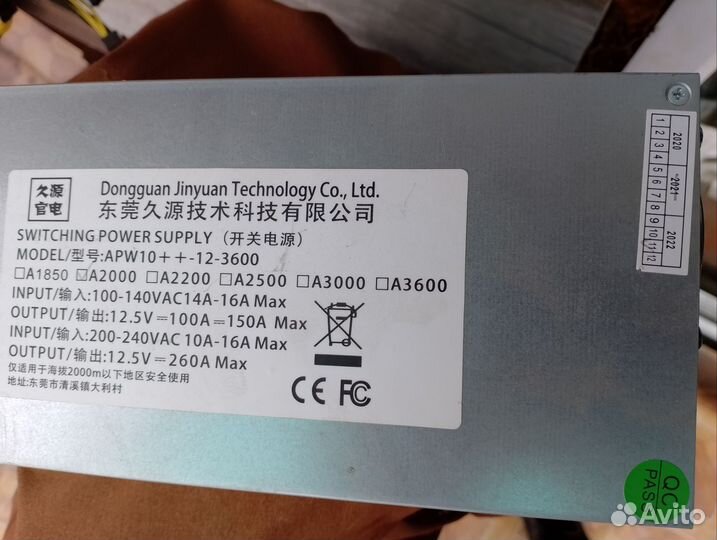 久源
官电
Dongguan Jinyuan Technology Co., Ltd.
东莞久源技术科技有限公司
SWITCHING POWER SUPPLY (开关电源)
MODEL/型号:APW10++-12-3600
□A1850 ☑A2000 □A2200 □A2500 □A3000 □A3600
INPUT/输入:100-140VAC14A-16A Max
OUTPUT/输出:12.5V⎓100A⎓150A Max
INPUT/输入:200-240VAC 10A-16A Max
OUTPUT/输出:12.5V⎓260A Max
仅适用于海拔2000m以下地区安全使用
地址:东莞市清溪镇大利村
CE FC
2020 2021 2022
1 2 3 4 5 6 7 8 9 10 11 12
QC
PAS
Avito